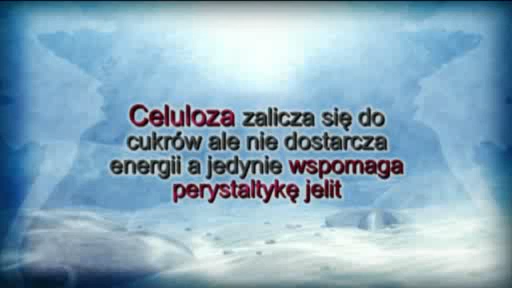 Celuloza zalicza się do
cukrów ale nie dostarcza
energii a jedynie wspomaga
perystaltykę jelit